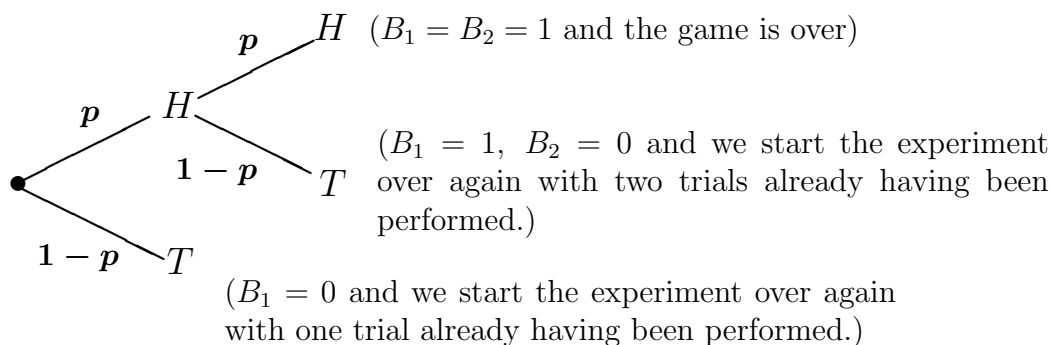 H (B₁ = B₂ = 1 and the game is over)
p
p
H
(B₁ = 1, B₂ = 0 and we start the experiment
1 − p
T
over again with two trials already having been
performed.)
1 − p
T
(B₁ = 0 and we start the experiment over again
with one trial already having been performed.)